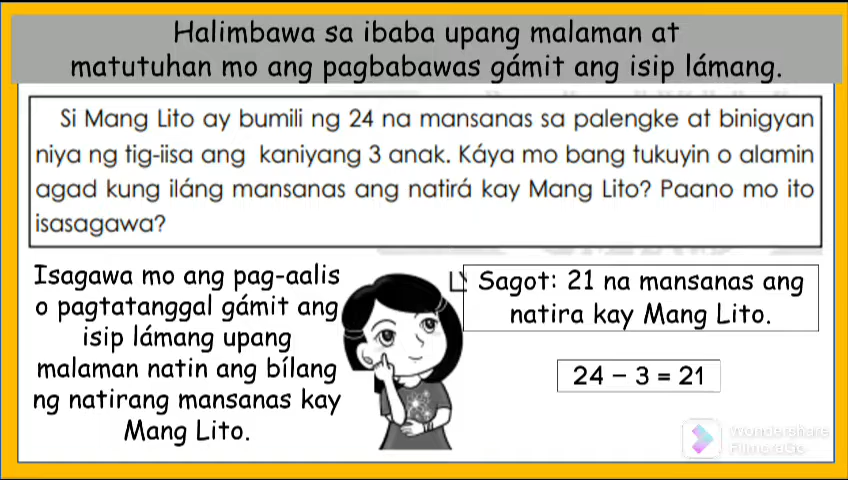 Halimbawa sa ibaba upang malaman at
matutuhan mo ang pagbabawas gámit ang isip lámang.
Si Mang Lito ay bumili ng 24 na mansanas sa palengke at binigyan
niya ng tig-iisa ang kaniyang 3 anak. Káya mo bang tukuyin o alamin
agad kung iláng mansanas ang natirá kay Mang Lito? Paano mo ito
isasagawa?
Isagawa mo ang pag-aalis
o pagtatanggal gámit ang
isip lámang upang
malaman natin ang bílang
ng natirang mansanas kay
Mang Lito.
Sagot: 21 na mansanas ang
natira kay Mang Lito.
24 – 3 = 21
Wondershare
FilmoraGo